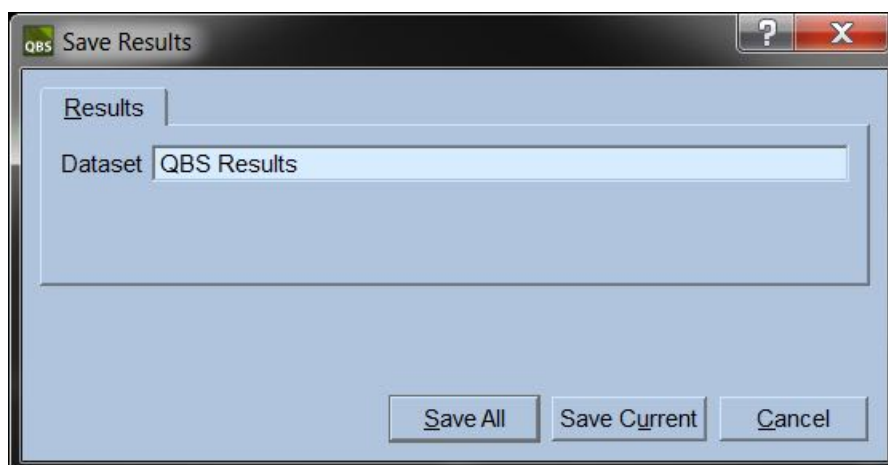 QBS Save Results ? X
Results
Dataset QBS Results
Save All Save Current Cancel